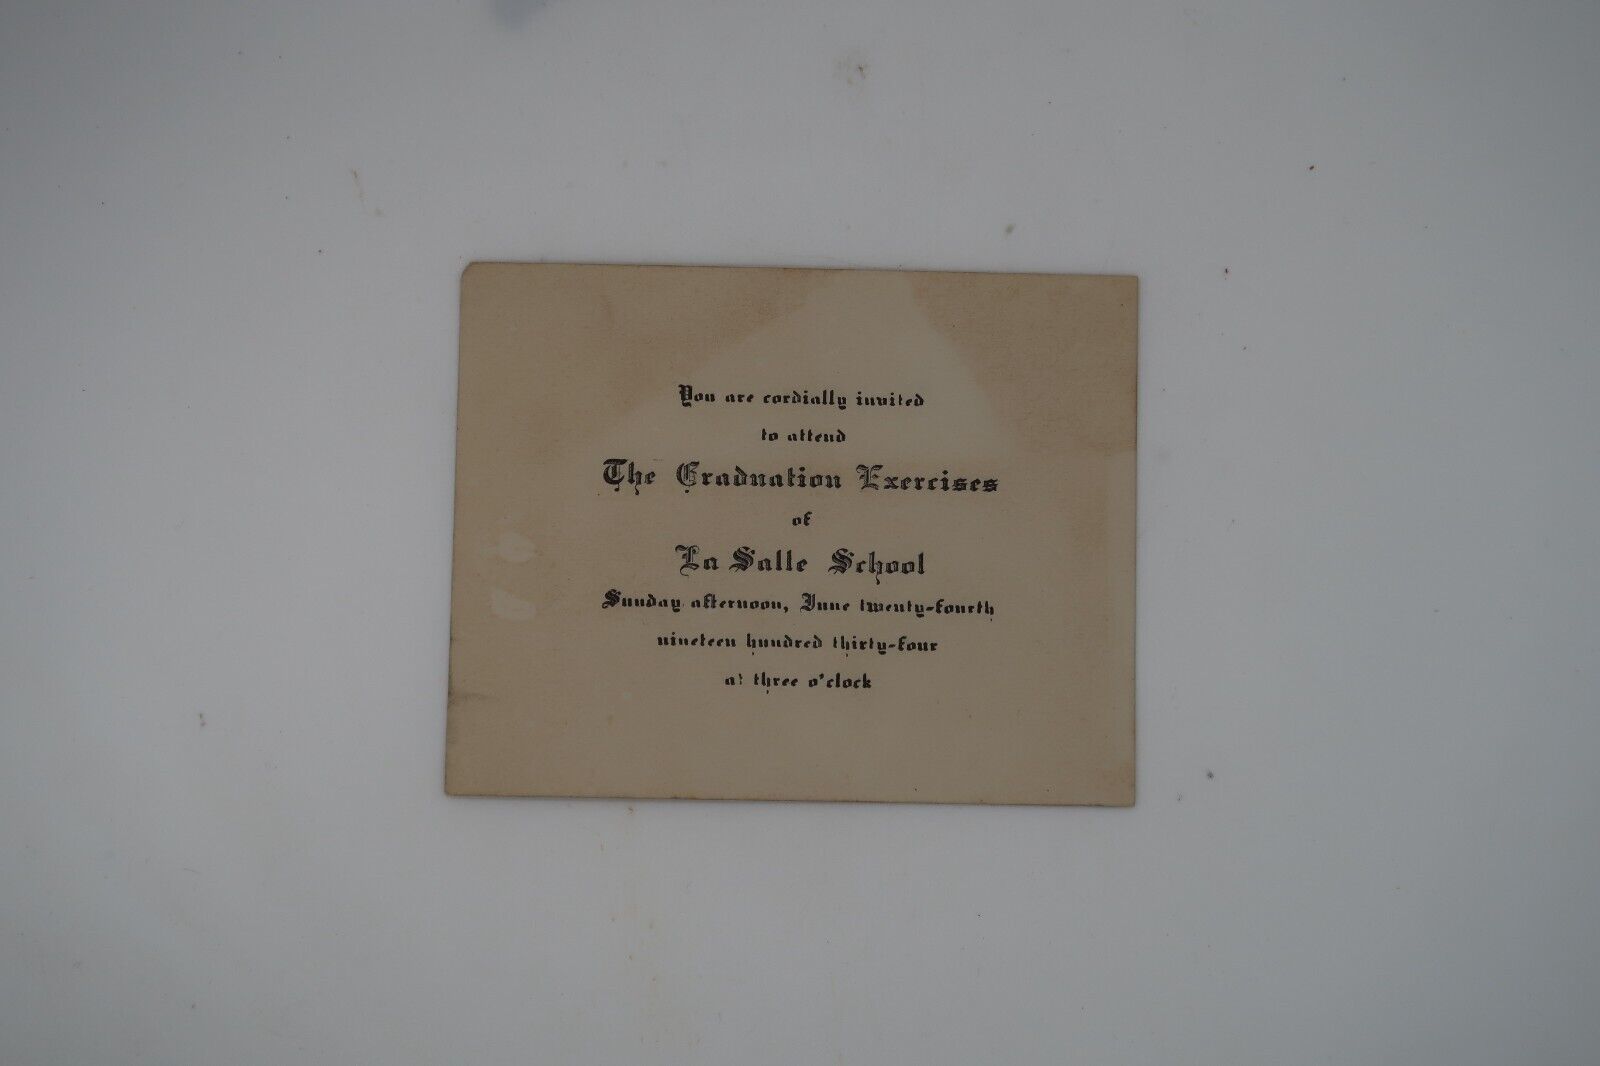 You are cordially invited
to attend
The Graduation Exercises
of
La Salle School
Sunday afternoon, June twenty-fourth
nineteen hundred thirty-four
at three o'clock